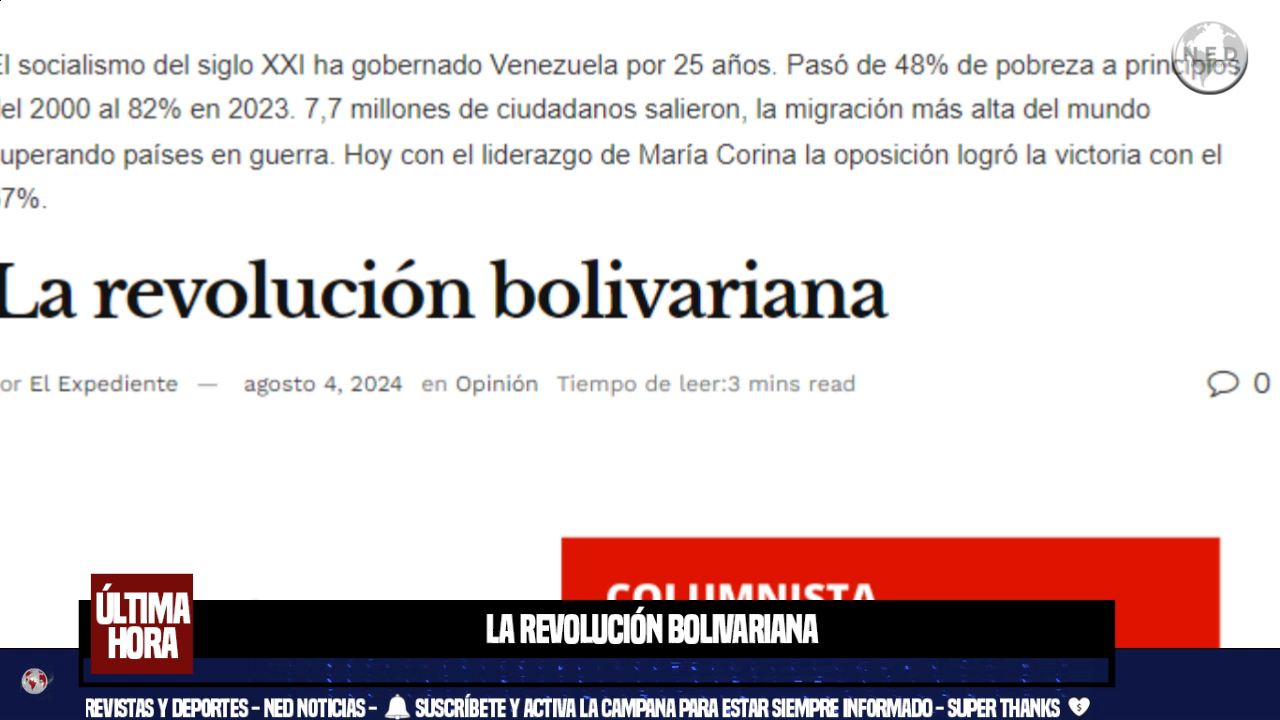 El socialismo del siglo XXI ha gobernado Venezuela por 25 años. Pasó de 48% de pobreza a principios
del 2000 al 82% en 2023. 7,7 millones de ciudadanos salieron, la migración más alta del mundo
superando países en guerra. Hoy con el liderazgo de María Corina la oposición logró la victoria con el
7%.
La revolución bolivariana
por El Expediente — agosto 4, 2024 en Opinión Tiempo de leer:3 mins read
0
COLUMNISTA
ÚLTIMA
HORA
LA REVOLUCIÓN BOLIVARIANA
REVISTAS Y DEPORTES - NED NOTICIAS - SUSCRÍBETE Y ACTIVA LA CAMPANA PARA ESTAR SIEMPRE INFORMADO - SUPER THANKS
NED